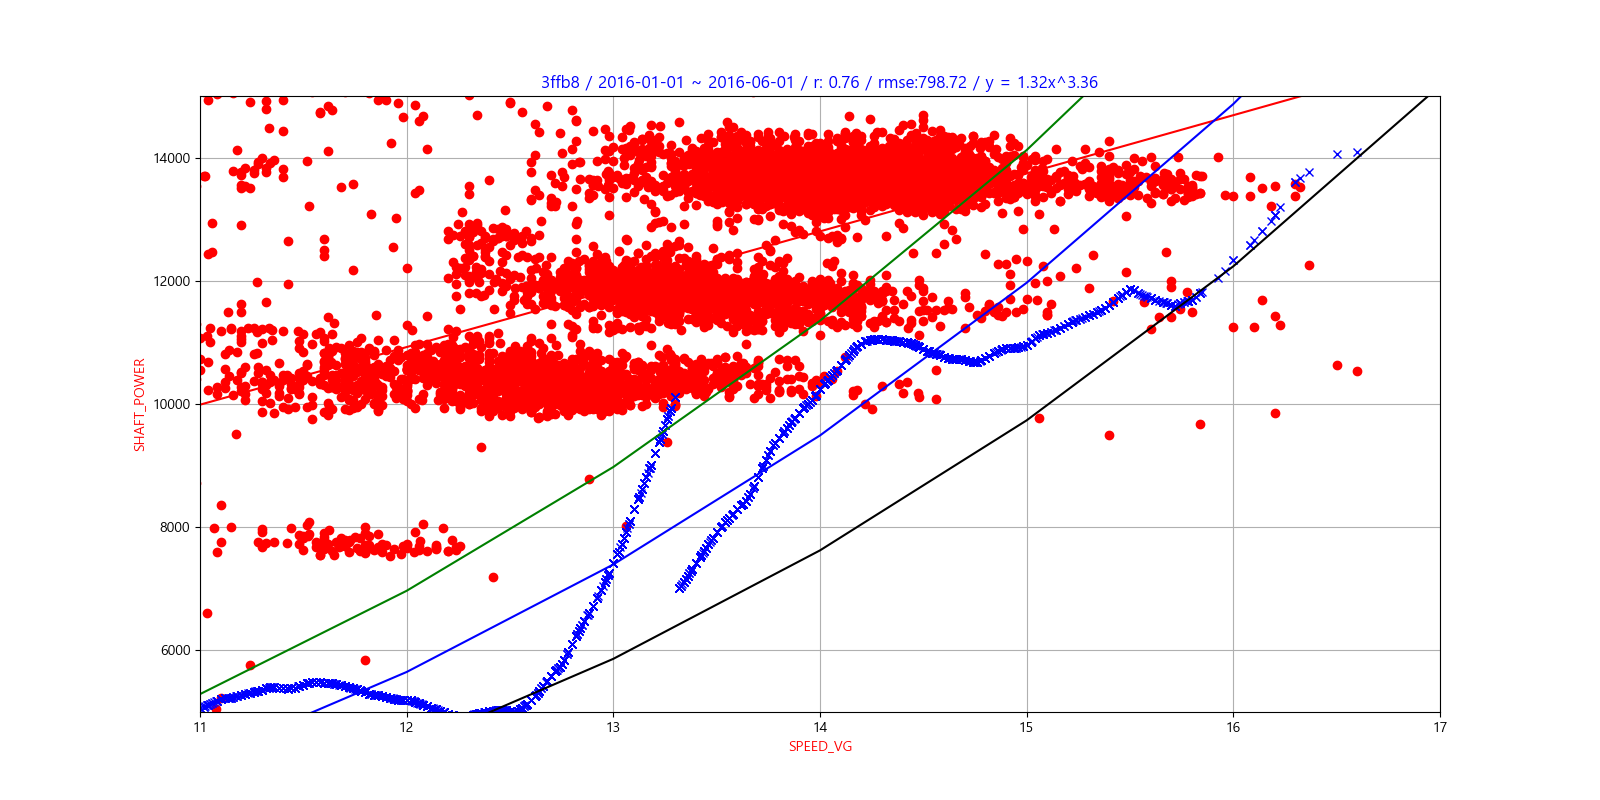 3ffb8 / 2016-01-01 ~ 2016-06-01 / r: 0.76 / rmse:798.72 / y = 1.32x^3.36
14000
12000
10000
8000
6000
SHAFT_POWER
11 12 13 14 15 16 17
SPEED_VG